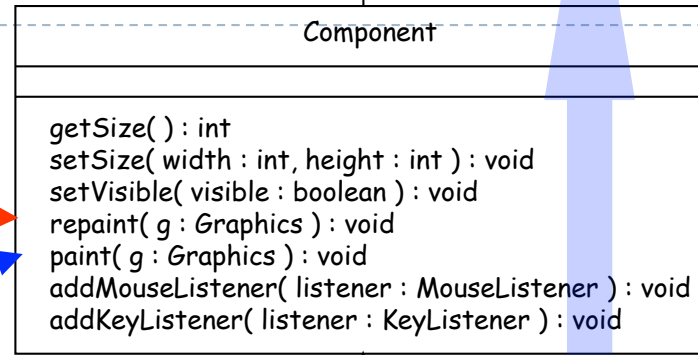 Component
getSize( ) : int
setSize( width : int, height : int ) : void
setVisible( visible : boolean ) : void
repaint( g : Graphics ) : void
paint( g : Graphics ) : void
addMouseListener( listener : MouseListener ) : void
addKeyListener( listener : KeyListener ) : void